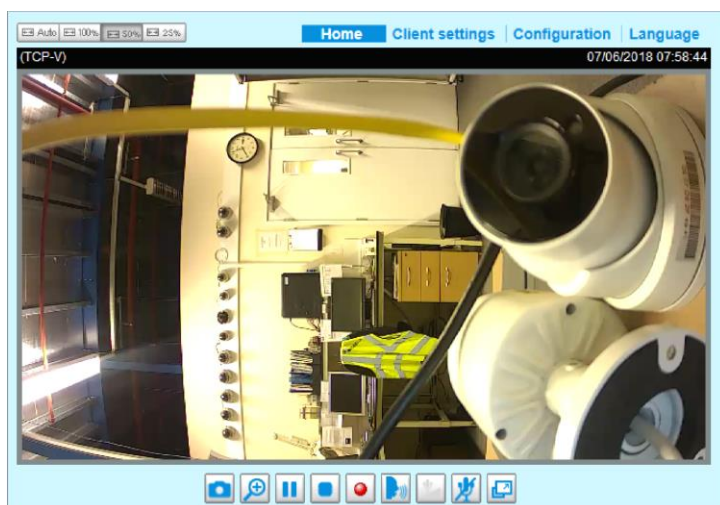 Auto 100% 50% 25%
Home Client settings Configuration Language
(TCP-V) 07/06/2018 07:58:44